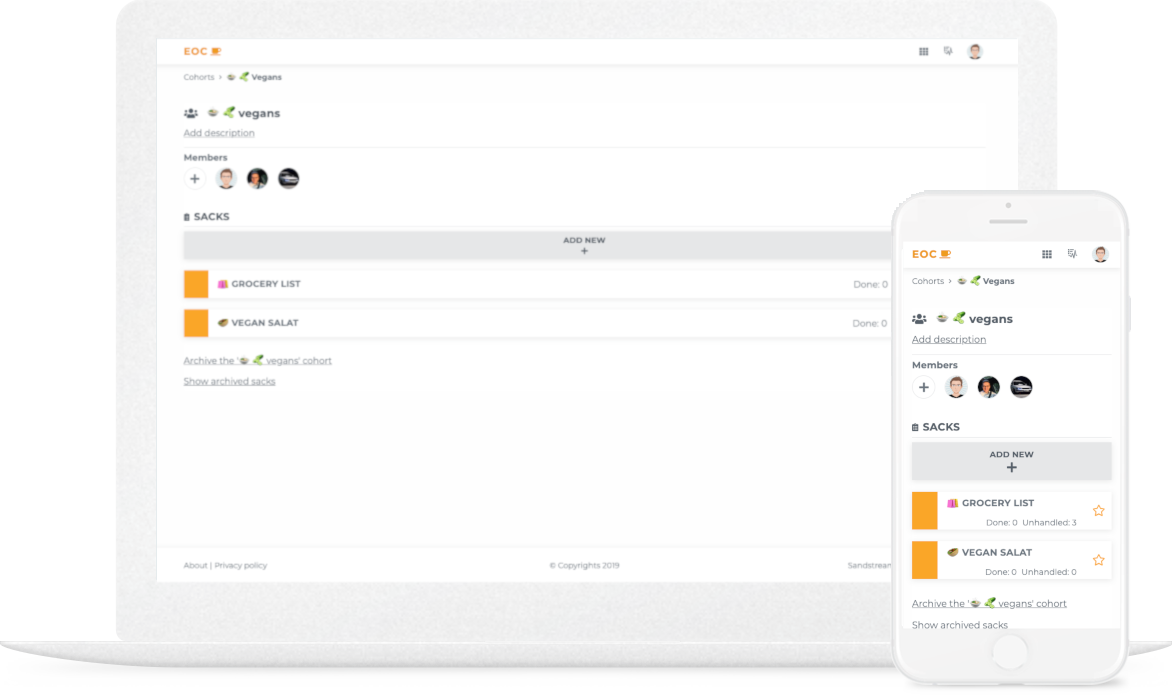 EOC
Cohorts › Vegans
vegans
Add description
Members
SACKS
ADD NEW
+
GROCERY LIST Done: 0
VEGAN SALAT Done: 0
Archive the ' vegans' cohort
Show archived sacks
About | Privacy policy © Copyrights 2019 Sandstream
EOC
Cohorts › Vegans
vegans
Add description
Members
SACKS
ADD NEW
+
GROCERY LIST
Done: 0 Unhandled: 3
VEGAN SALAT
Done: 0 Unhandled: 0
Archive the ' vegans' cohort
Show archived sacks